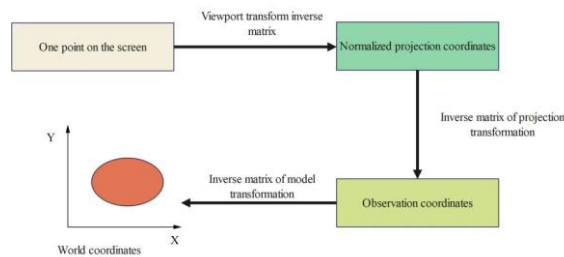 Viewport transform inverse
matrix
One point on the screen
Normalized projection coordinates
Inverse matrix of projection
transformation
Y
Inverse matrix of model
transformation
Observation coordinates
X
World coordinates